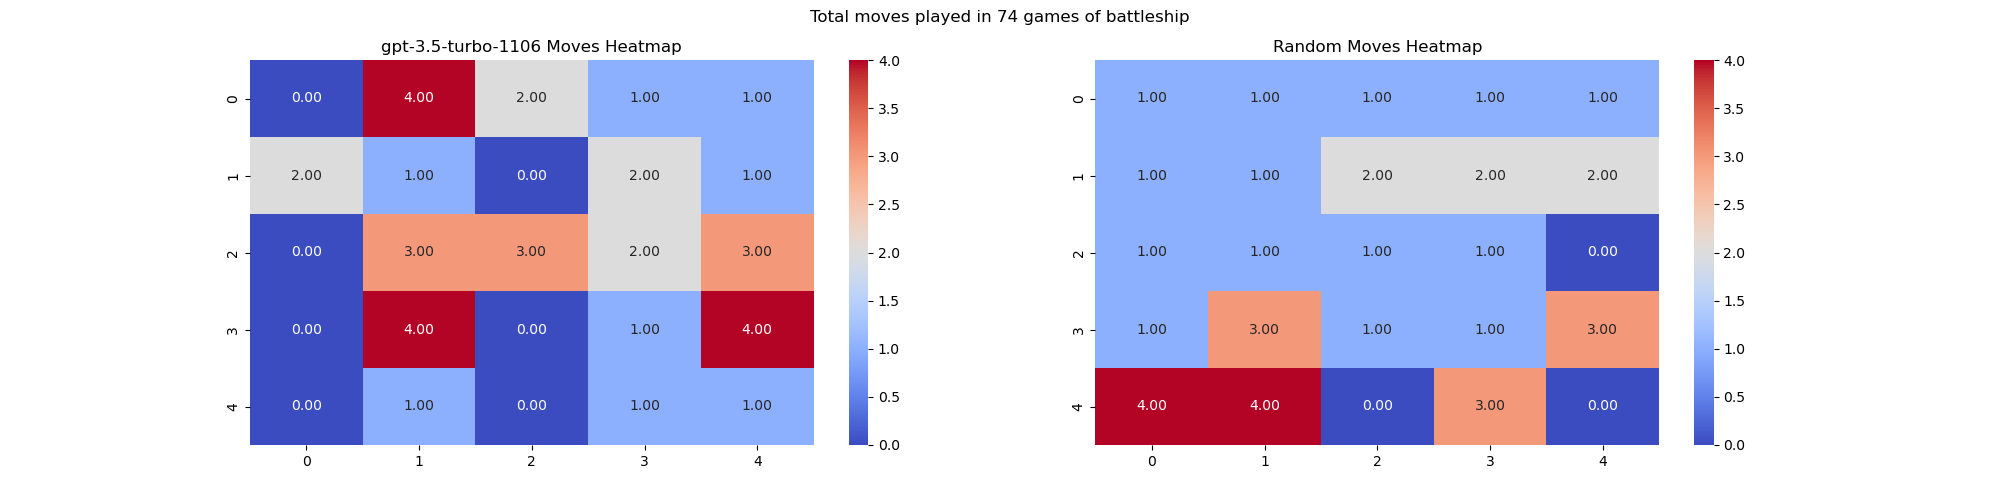 Total moves played in 74 games of battleship
gpt-3.5-turbo-1106 Moves Heatmap
0 0.00 4.00 2.00 1.00 1.00
1 2.00 1.00 0.00 2.00 1.00
2 0.00 3.00 3.00 2.00 3.00
3 0.00 4.00 0.00 1.00 4.00
4 0.00 1.00 0.00 1.00 1.00
0 1 2 3 4
4.0
3.5
3.0
2.5
2.0
1.5
1.0
0.5
0.0
Random Moves Heatmap
0 1.00 1.00 1.00 1.00 1.00
1 1.00 1.00 2.00 2.00 2.00
2 1.00 1.00 1.00 1.00 0.00
3 1.00 3.00 1.00 1.00 3.00
4 4.00 4.00 0.00 3.00 0.00
0 1 2 3 4
4.0
3.5
3.0
2.5
2.0
1.5
1.0
0.5
0.0